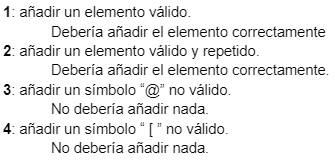 1: añadir un elemento válido.
Debería añadir el elemento correctamente
2: añadir un elemento válido y repetido.
Debería añadir el elemento correctamente.
3: añadir un símbolo “@” no válido.
No debería añadir nada.
4: añadir un símbolo “ [ ” no válido.
No debería añadir nada.